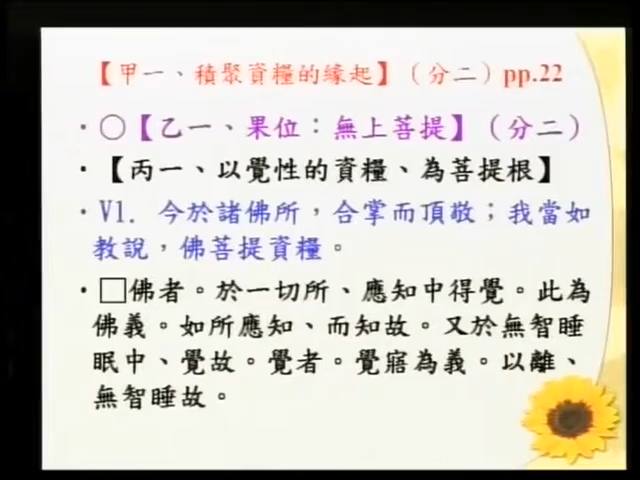 【甲一、積聚資糧的緣起】（分二）pp.22
·○【乙一、果位：無上菩提】（分二）
·【丙一、以覺性的資糧、為菩提根】
·V1. 今於諸佛所，合掌而頂敬；我當如
教說，佛菩提資糧。
·□佛者。於一切所、應知中得覺。此為
佛義。如所應知、而知故。又於無智睡
眠中、覺故。覺者。覺寤為義。以離、
無智睡故。